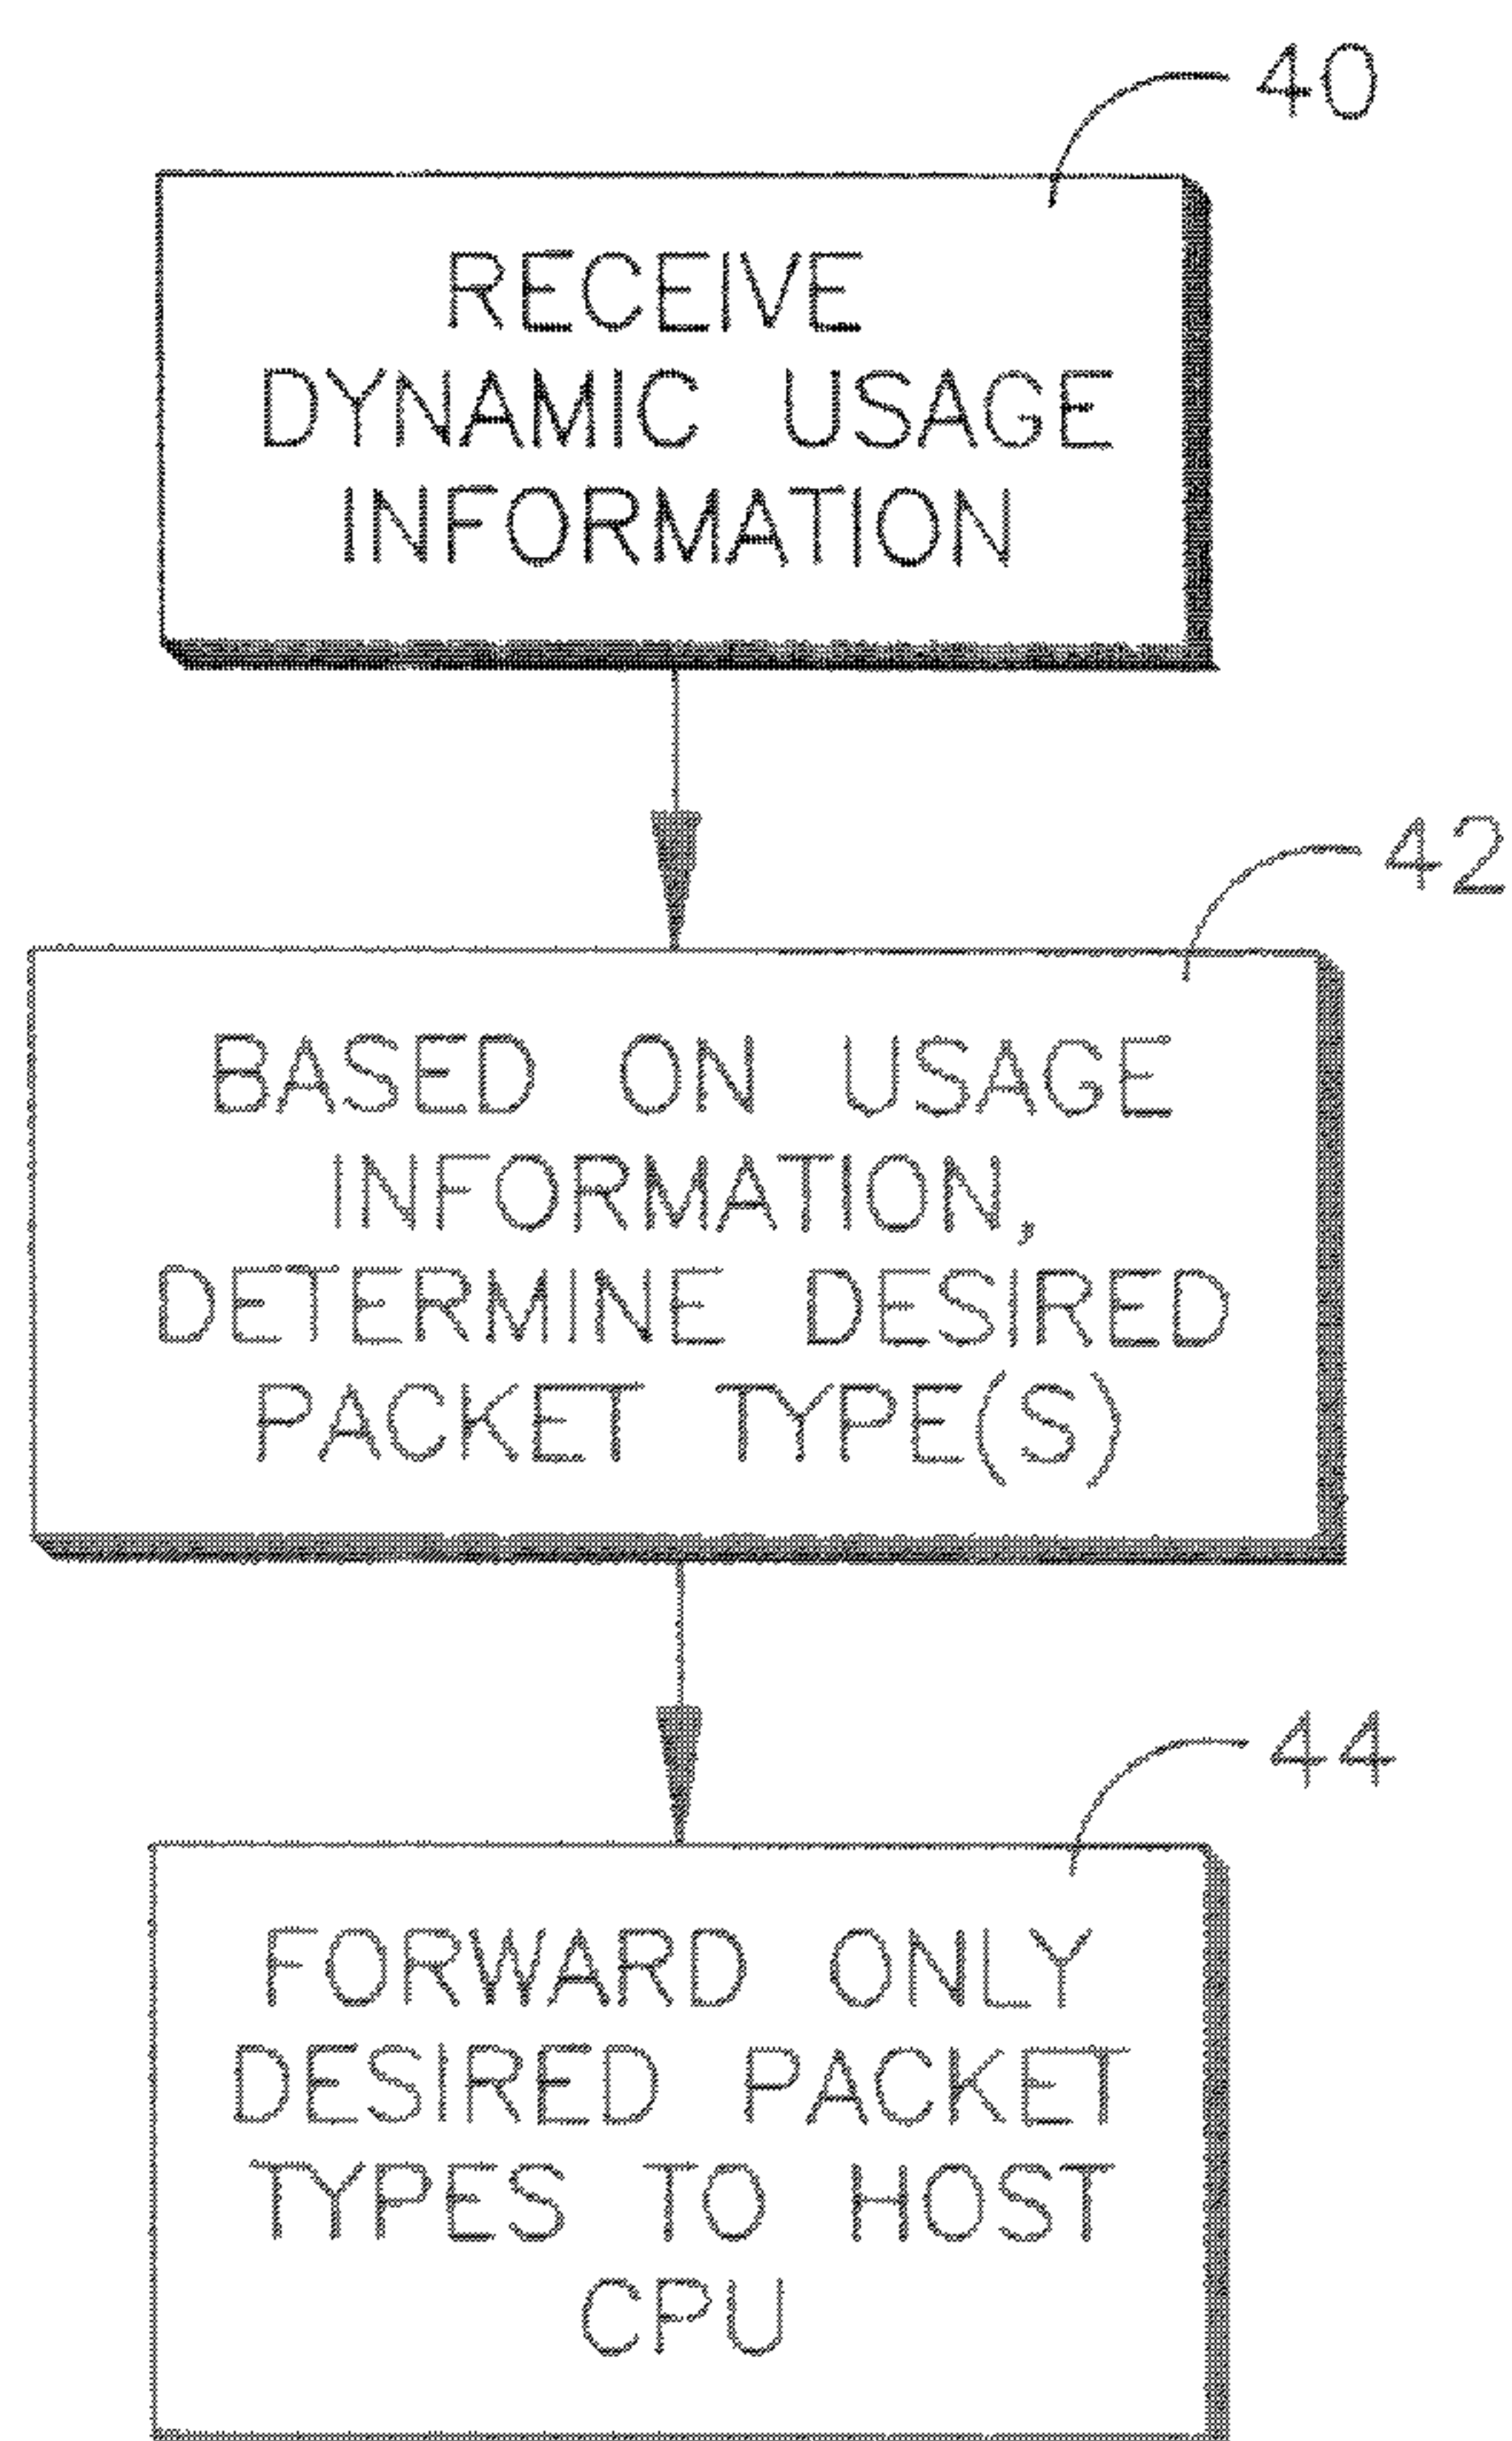 40
RECEIVE
DYNAMIC USAGE
INFORMATION
42
BASED ON USAGE
INFORMATION,
DETERMINE DESIRED
PACKET TYPE(S)
44
FORWARD ONLY
DESIRED PACKET
TYPES TO HOST
CPU